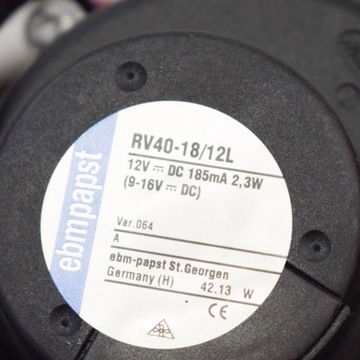 ebmpapst
RV40-18/12L
12V ⎓ DC 185mA 2,3W
(9-16V ⎓ DC)
Var.064
A
ebm-papst St.Georgen
Germany (H) 42.13 W
CE